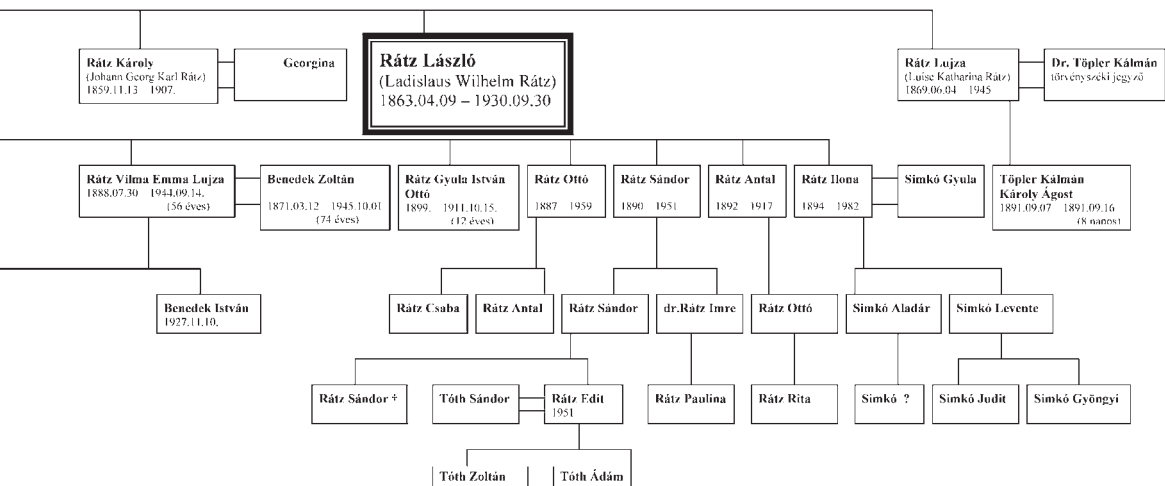 Rátz Károly
(Johann Georg Karl Rátz)
1859.11.13 1907.
Georgina
Rátz László
(Ladislaus Wilhelm Rátz)
1863.04.09 – 1930.09.30
Rátz Lujza
(Luise Katharina Rátz)
1869.06.04 1945
Dr. Töpler Kálmán
törvényszéki jegyző
Rátz Vilma Emma Lujza
1888.07.30 1944.09.14.
(56 éves)
Benedek Zoltán
1871.03.12 1945.10.01
(74 éves)
Rátz Gyula István
Ottó
1899. 1911.10.15.
(12 éves)
Rátz Ottó
1887 1959
Rátz Sándor
1890 1951
Rátz Antal
1892 1917
Rátz Ilona
1894 1982
Simkó Gyula
Töpler Kálmán
Károly Ágost
1891.09.07 1891.09.16
(8 napos)
Benedek István
1927.11.10.
Rátz Csaba
Rátz Antal
Rátz Sándor
dr.Rátz Imre
Rátz Ottó
Simkó Aladár
Simkó Levente
Rátz Sándor †
Tóth Sándor
Rátz Edit
1951
Rátz Paulina
Rátz Rita
Simkó ?
Simkó Judit
Simkó Gyöngyi
Tóth Zoltán
Tóth Ádám